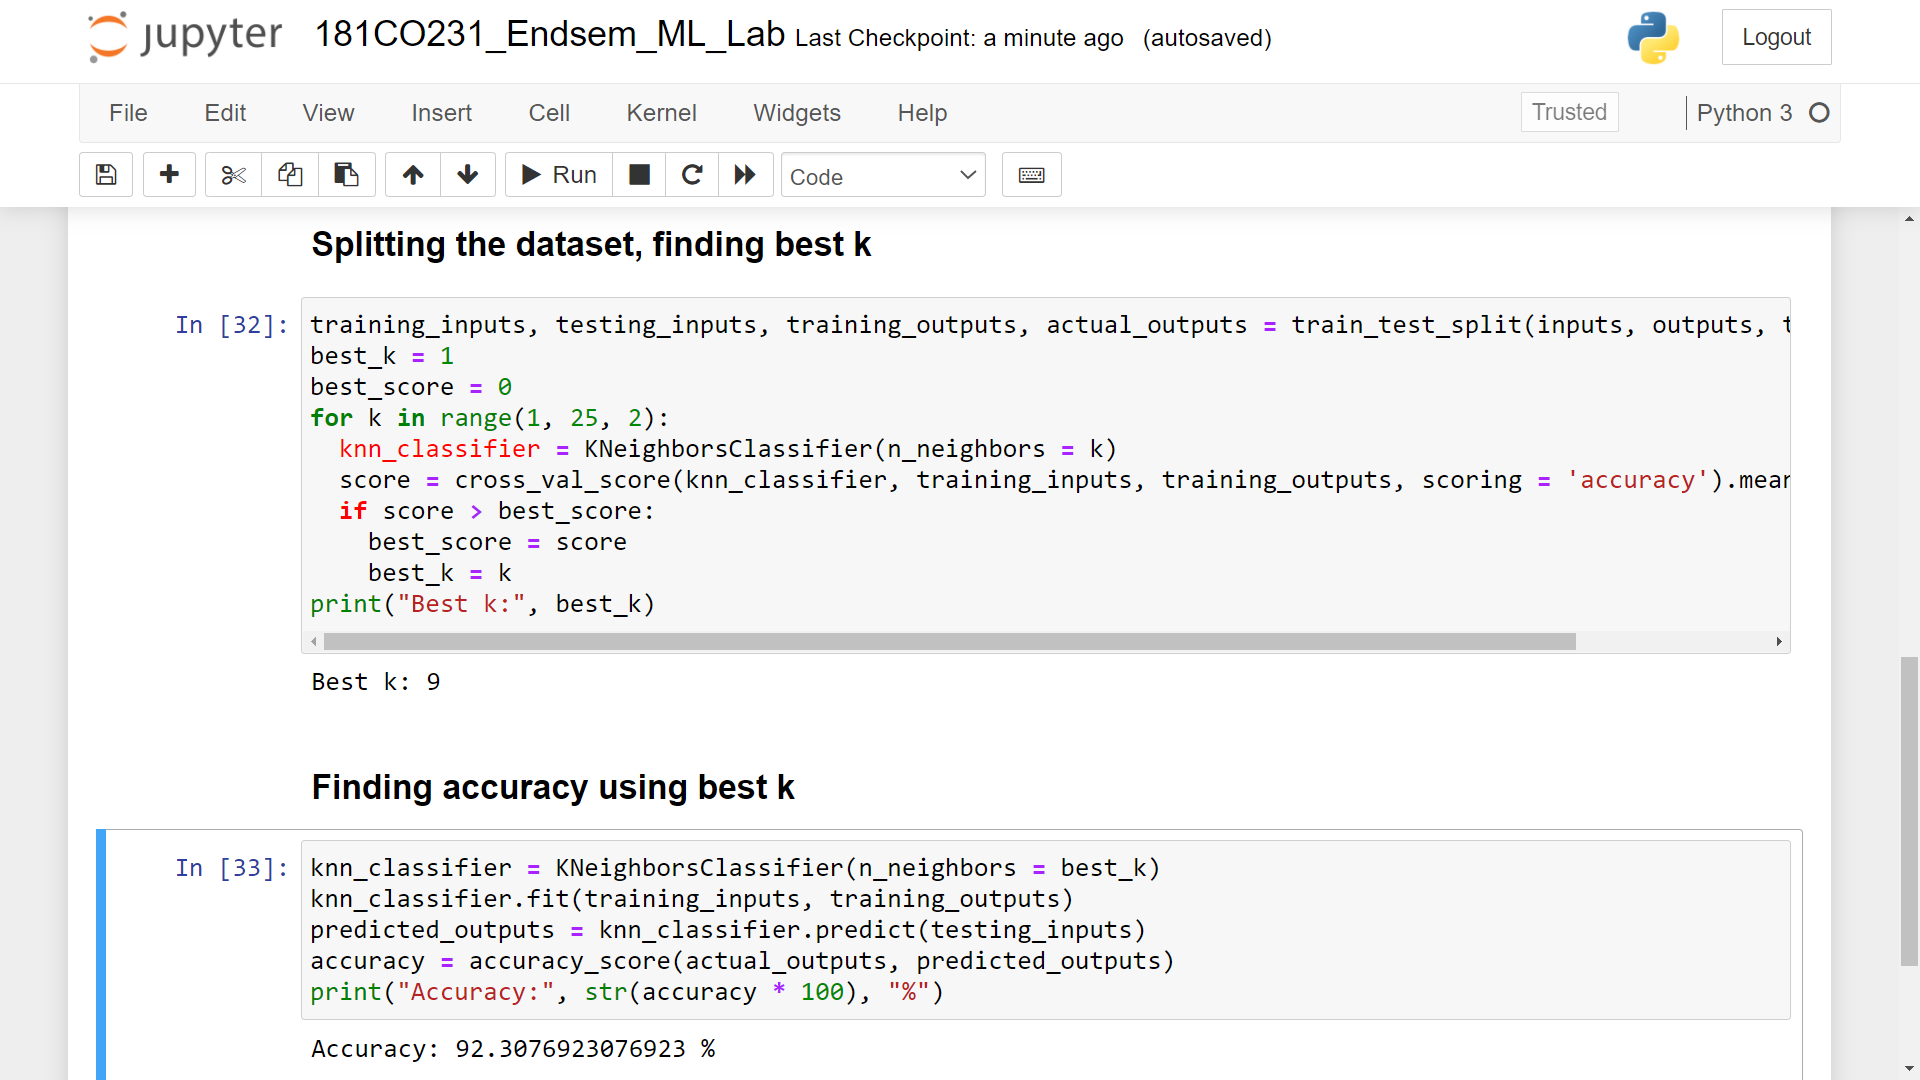 jupyter 181CO231_Endsem_ML_Lab Last Checkpoint: a minute ago (autosaved) Logout
File Edit View Insert Cell Kernel Widgets Help Trusted Python 3
Run Code
Splitting the dataset, finding best k
In [32]: training_inputs, testing_inputs, training_outputs, actual_outputs = train_test_split(inputs, outputs, t
best_k = 1
best_score = 0
for k in range(1, 25, 2):
  knn_classifier = KNeighborsClassifier(n_neighbors = k)
  score = cross_val_score(knn_classifier, training_inputs, training_outputs, scoring = 'accuracy').mean
  if score > best_score:
    best_score = score
    best_k = k
print("Best k:", best_k)
Best k: 9
Finding accuracy using best k
In [33]: knn_classifier = KNeighborsClassifier(n_neighbors = best_k)
knn_classifier.fit(training_inputs, training_outputs)
predicted_outputs = knn_classifier.predict(testing_inputs)
accuracy = accuracy_score(actual_outputs, predicted_outputs)
print("Accuracy:", str(accuracy * 100), "%")
Accuracy: 92.3076923076923 %